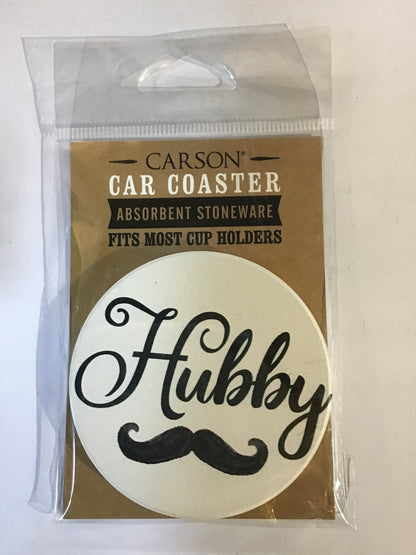 CARSON®
CAR COASTER
ABSORBENT STONEWARE
FITS MOST CUP HOLDERS
Hubby